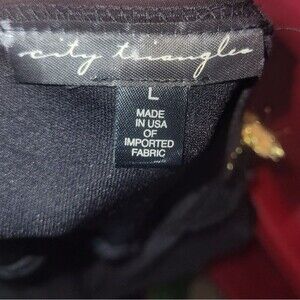 city triangles
L
MADE
IN USA
OF
IMPORTED
FABRIC